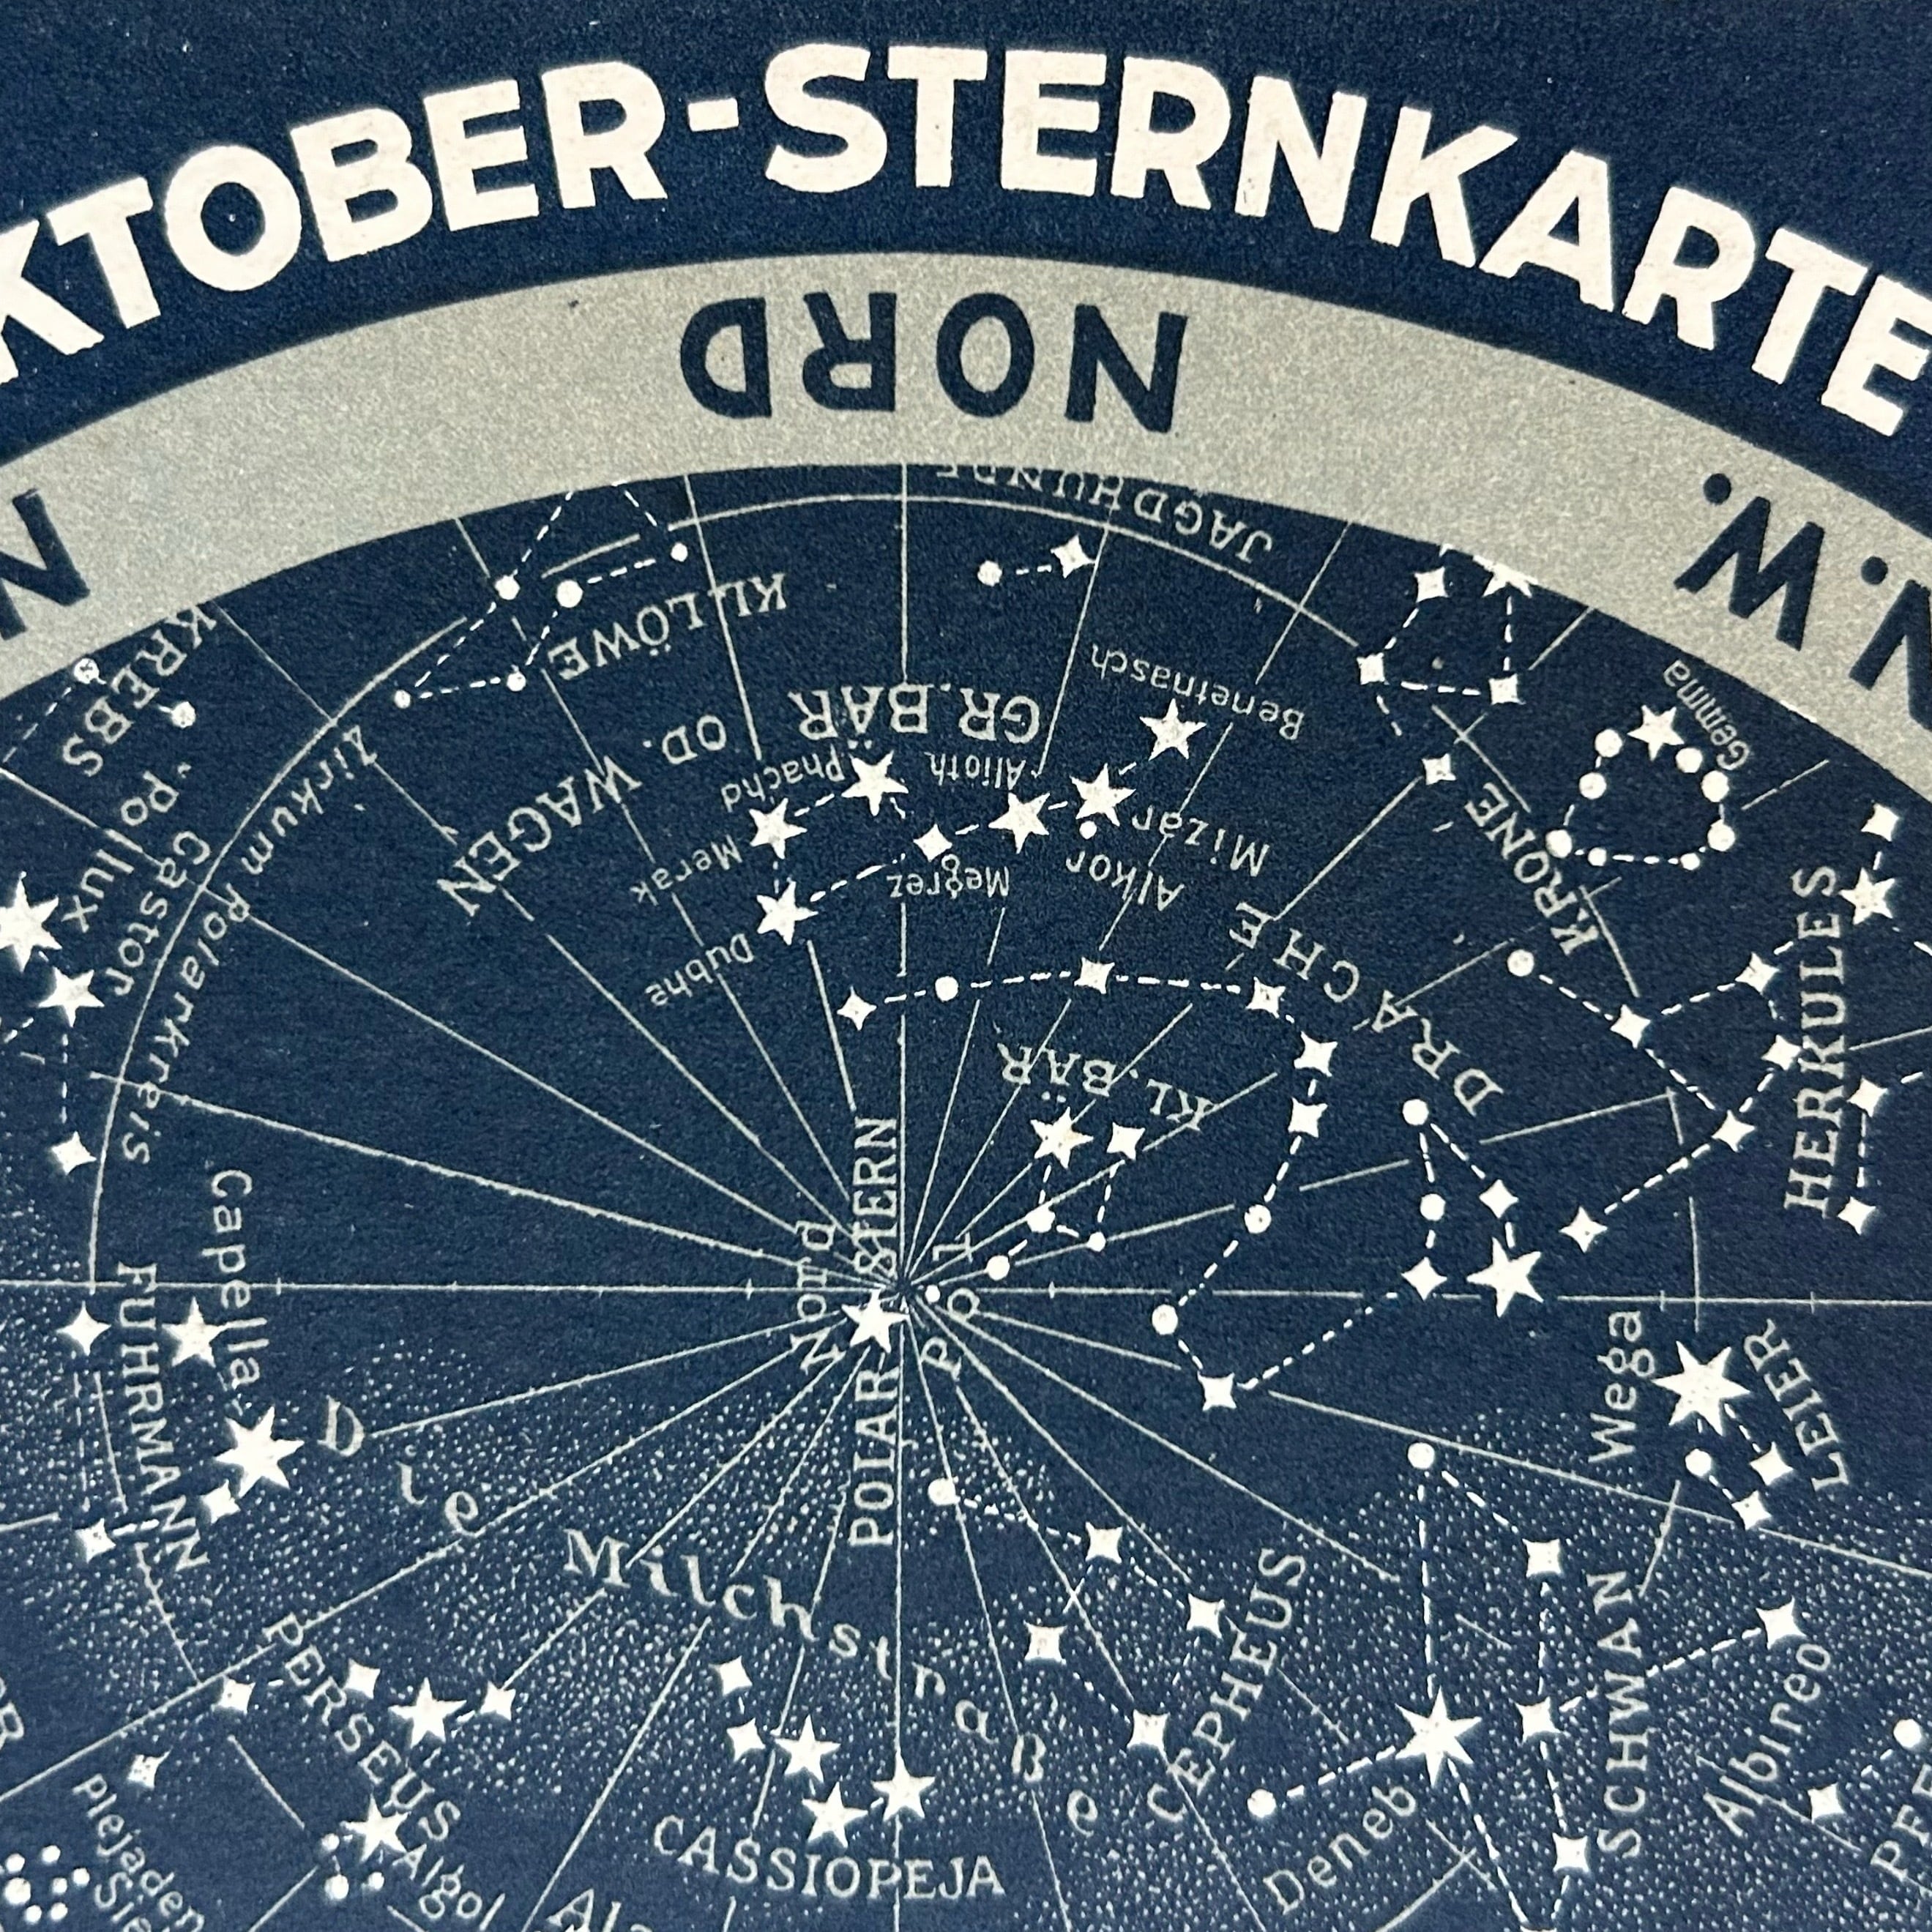 KTOBER-STERNKARTE
NORD
N.W.
JAGDHUNDE
KREBS
KL.LÖWE
GR.BÄR
OD. WAGEN
Benetnasch
Gemma
Phachd
Alioth
Mizar
Alkor
Merak
Megrez
Dubhe
Pollux
Castor
Zirkum Polarkreis
KRONE
DRACHE
HERKULES
KL.BÄR
POLAR-STERN
Nord
Pol
Capella
FUHRMANN
Wega
LEIER
Die Milchstraße
PERSEUS
Algol
Plejaden
CASSIOPEJA
CEPHEUS
Deneb
SCHWAN
Albireo